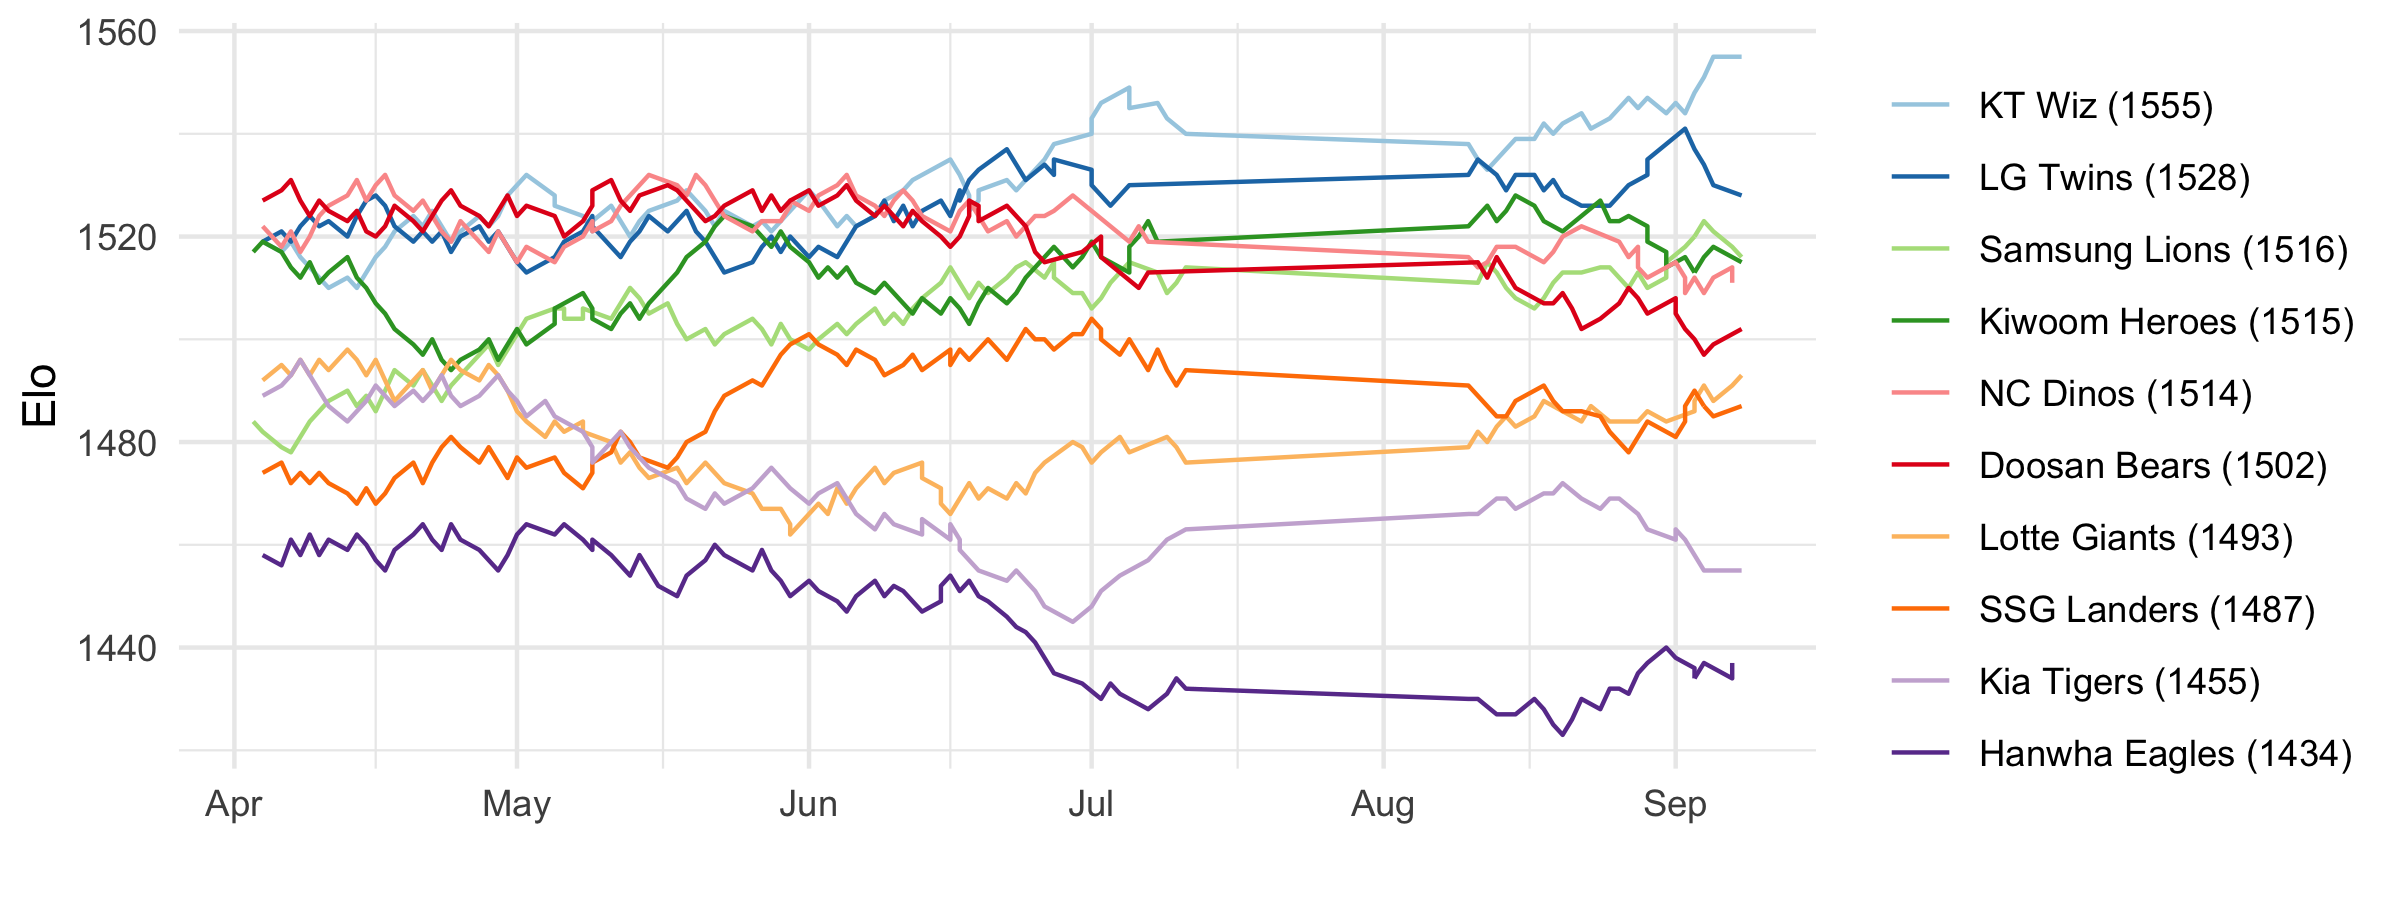 Elo
1560
1520
1480
1440
Apr May Jun Jul Aug Sep
KT Wiz (1555)
LG Twins (1528)
Samsung Lions (1516)
Kiwoom Heroes (1515)
NC Dinos (1514)
Doosan Bears (1502)
Lotte Giants (1493)
SSG Landers (1487)
Kia Tigers (1455)
Hanwha Eagles (1434)